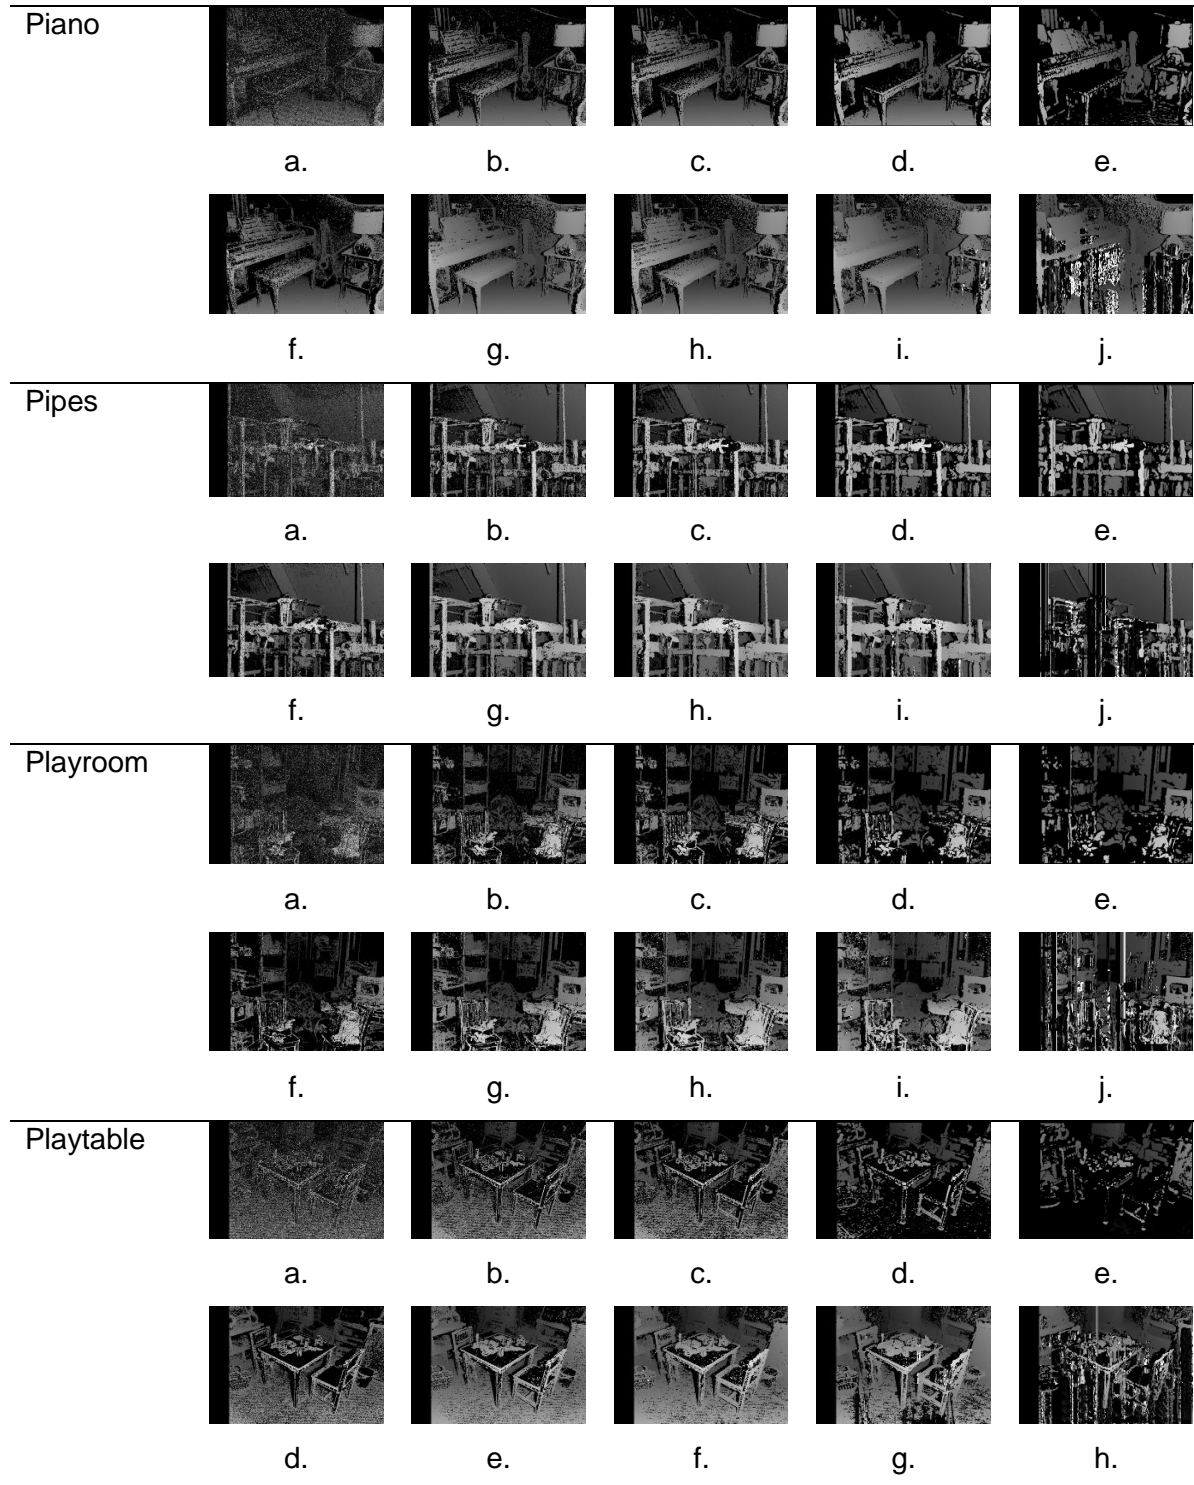 Piano
a. b. c. d. e.
f. g. h. i. j.
Pipes
a. b. c. d. e.
f. g. h. i. j.
Playroom
a. b. c. d. e.
f. g. h. i. j.
Playtable
a. b. c. d. e.
d. e. f. g. h.